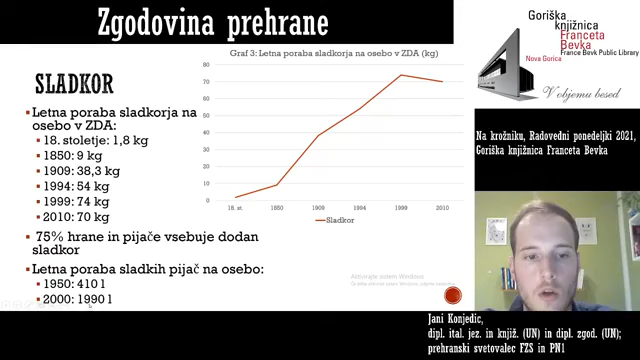 Zgodovina prehrane
SLADKOR
Letna poraba sladkorja na
osebo v ZDA:
18. stoletje: 1,8 kg
1850: 9 kg
1909: 38,3 kg
1994: 54 kg
1999: 74 kg
2010: 70 kg
75% hrane in pijače vsebuje dodan
sladkor
Letna poraba sladkih pijač na osebo:
1950: 410 l
2000: 1990 l
Graf 3: Letna poraba sladkorja na osebo v ZDA (kg)
80
70
60
50
40
30
20
10
0
18. st.
1850
1909
1994
1999
2010
Sladkor
Aktivirajte sistem Windows
Goriška
knjižnica
Franceta
Bevka
France Bevk Public Library
Nova Gorica
V objemu besed
Na krožniku, Radovedni ponedeljki 2021,
Goriška knjižnica Franceta Bevka
Jani Konjedic,
dipl. ital. jez. in knjiž. (UN) in dipl. zgod. (UN);
prehranski svetovalec FZS in PN1